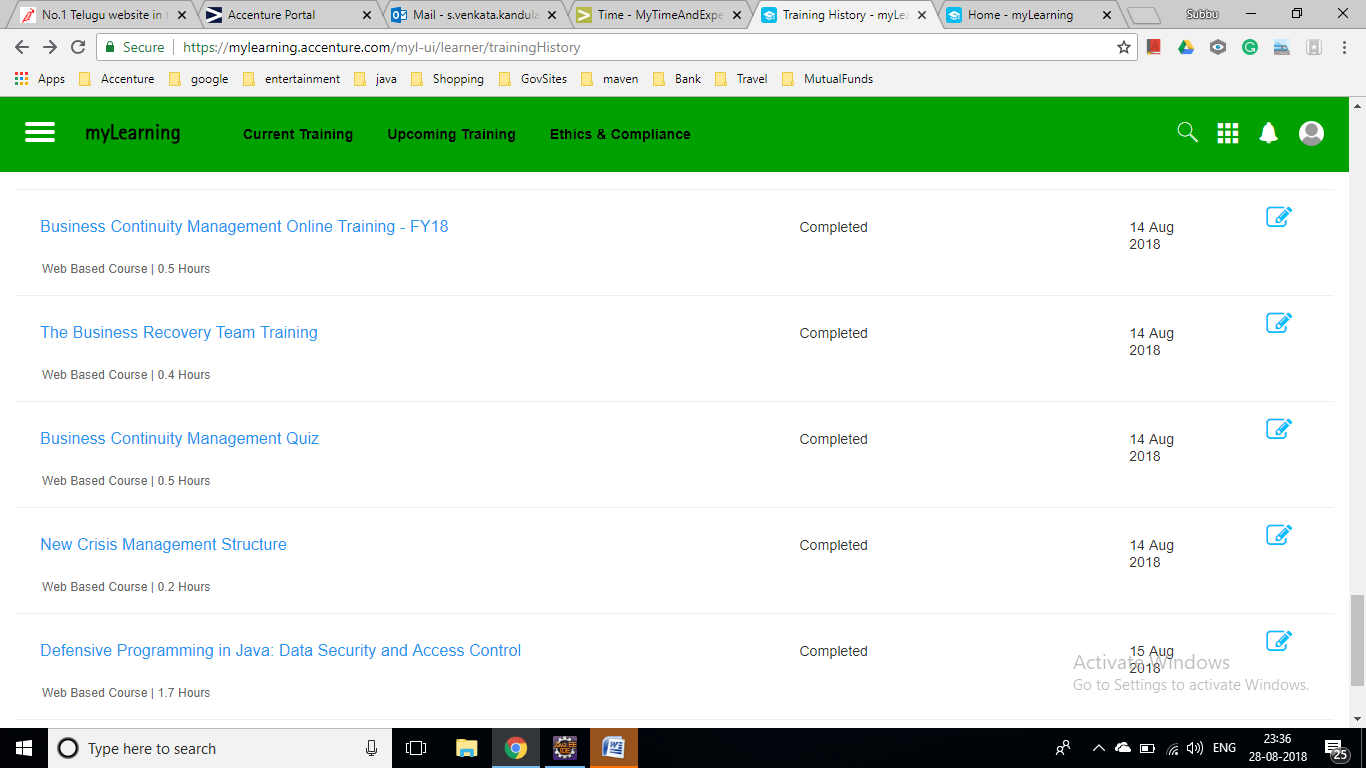 No.1 Telugu website in t
Accenture Portal
Mail - s.venkata.kandula
Time - MyTimeAndExpe
Training History - myLea
Home - myLearning
Subbu
Secure
https://mylearning.accenture.com/myl-ui/learner/trainingHistory
Apps Accenture google entertainment java Shopping GovSites maven Bank Travel MutualFunds
myLearning Current Training Upcoming Training Ethics & Compliance
Business Continuity Management Online Training - FY18 Completed 14 Aug
2018
Web Based Course | 0.5 Hours
The Business Recovery Team Training Completed 14 Aug
2018
Web Based Course | 0.4 Hours
Business Continuity Management Quiz Completed 14 Aug
2018
Web Based Course | 0.5 Hours
New Crisis Management Structure Completed 14 Aug
2018
Web Based Course | 0.2 Hours
Defensive Programming in Java: Data Security and Access Control Completed 15 Aug
2018
Web Based Course | 1.7 Hours
Activate Windows
Go to Settings to activate Windows.
Type here to search
ENG
23:36
28-08-2018
25